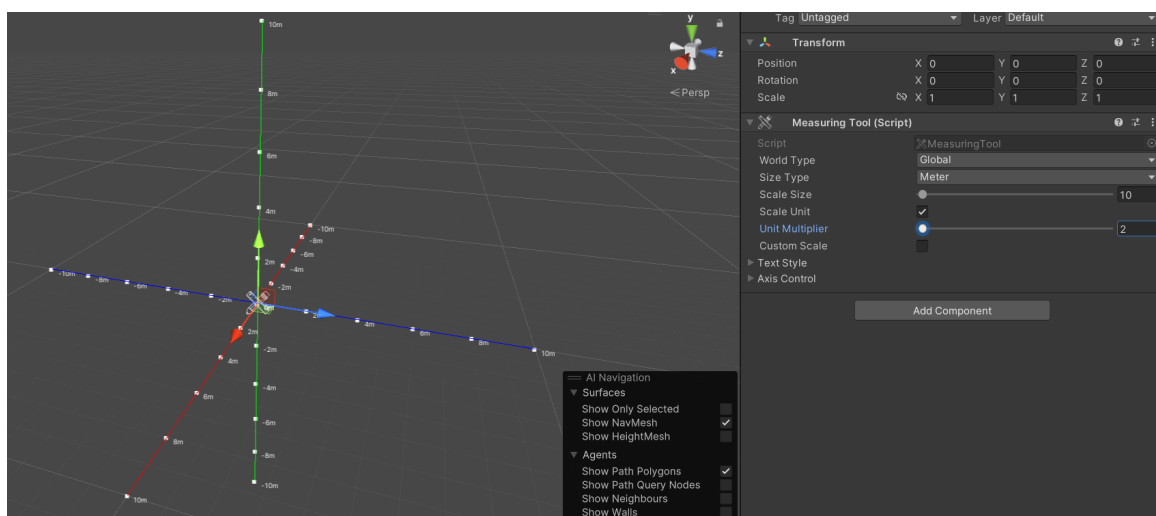 Tag Untagged Layer Default
Transform
Position X 0 Y 0 Z 0
Rotation X 0 Y 0 Z 0
Scale X 1 Y 1 Z 1
Measuring Tool (Script)
Script MeasuringTool
World Type Global
Size Type Meter
Scale Size 10
Scale Unit
Unit Multiplier 2
Custom Scale
Text Style
Axis Control
Add Component
y
z
x
Persp
10m
8m
6m
4m
2m
-2m
-4m
-6m
-8m
-10m
-10m
-8m
-6m
-4m
-2m
2m
4m
6m
8m
10m
-10m
-8m
-6m
-4m
-2m
4m
6m
8m
10m
AI Navigation
Surfaces
Show Only Selected
Show NavMesh
Show HeightMesh
Agents
Show Path Polygons
Show Path Query Nodes
Show Neighbours
Show Walls